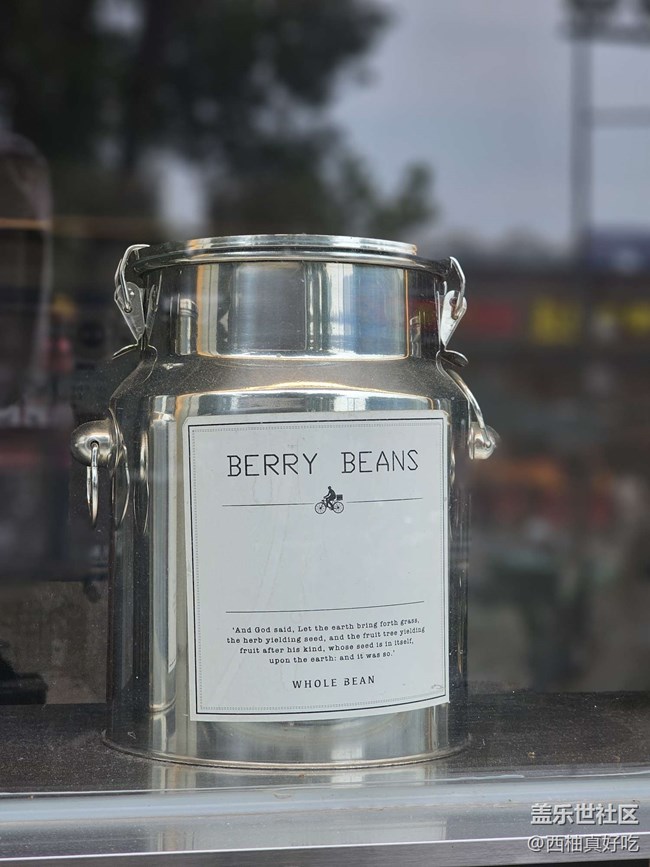 BERRY BEANS
'And God said, Let the earth bring forth grass,
the herb yielding seed, and the fruit tree yielding
fruit after his kind, whose seed is in itself,
upon the earth: and it was so.'
WHOLE BEAN
盖乐世社区
@西柚真好吃